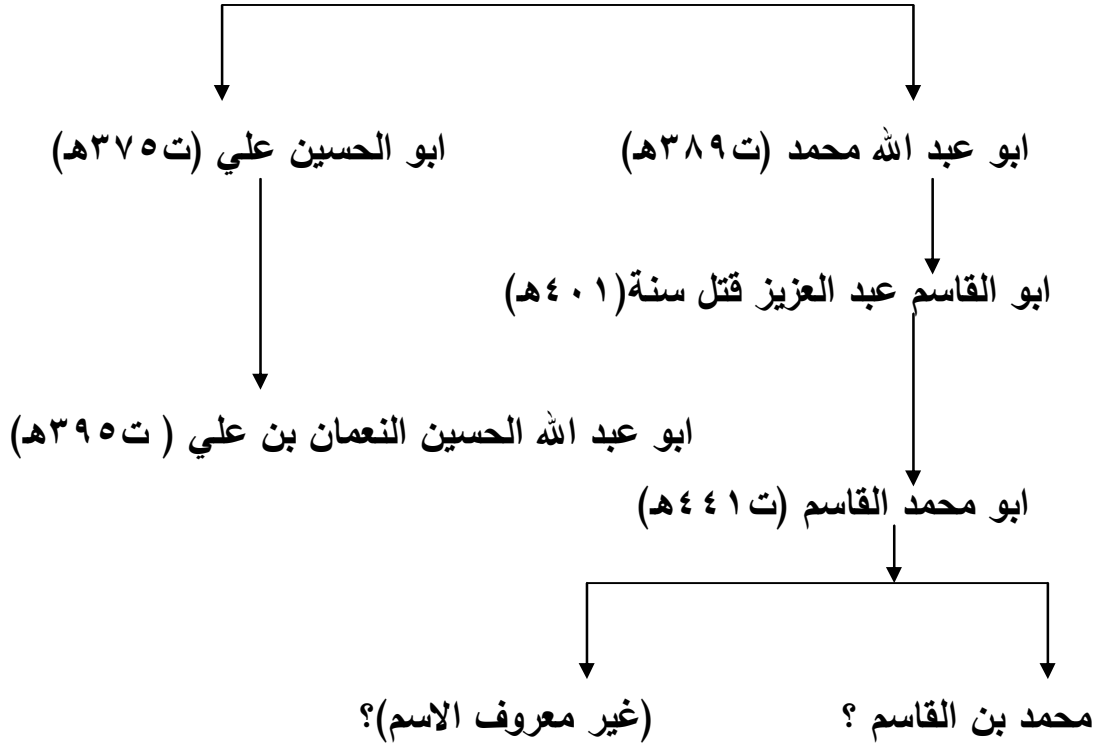 ابو عبد الله محمد (ت٣٨٩هـ)
ابو الحسين علي (ت٣٧٥هـ)
ابو القاسم عبد العزيز قتل سنة(٤٠١هـ)
ابو عبد الله الحسين النعمان بن علي ( ت٣٩٥هـ)
ابو محمد القاسم (ت٤٤١هـ)
محمد بن القاسم ؟
(غير معروف الاسم)؟